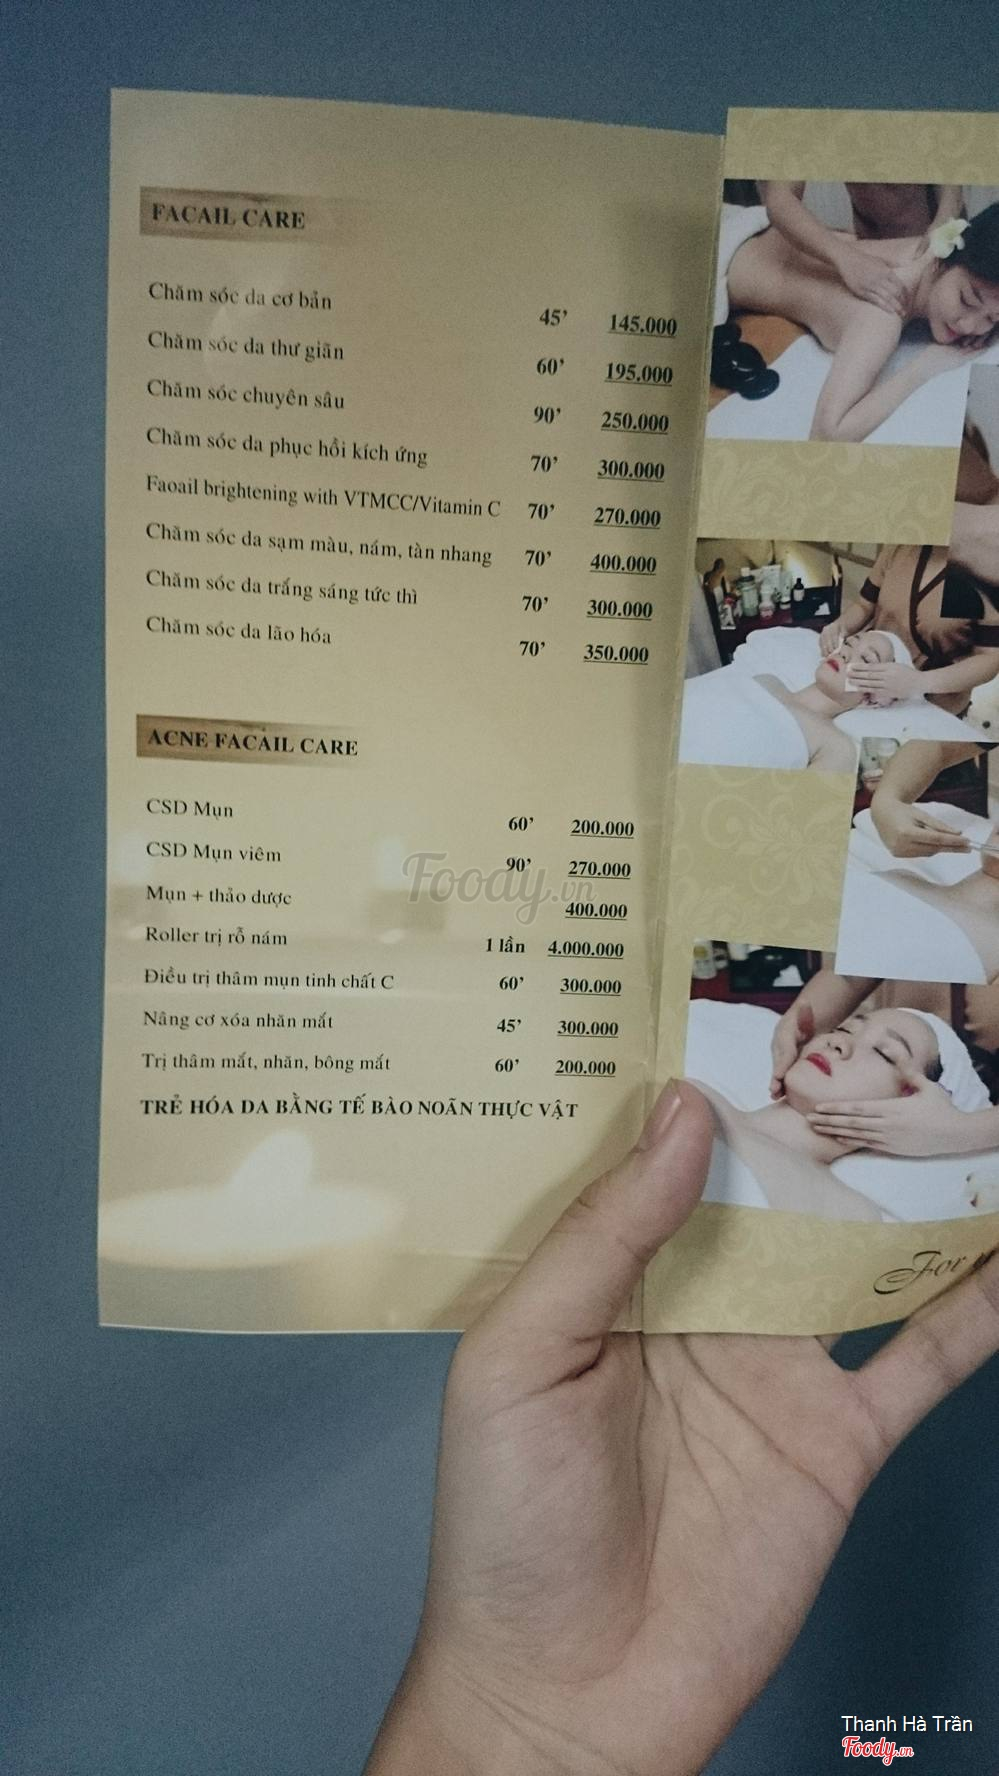 FACAIL CARE
Chăm sóc da cơ bản 45’ 145.000
Chăm sóc da thư giãn 60’ 195.000
Chăm sóc chuyên sâu 90’ 250.000
Chăm sóc da phục hồi kích ứng 70’ 300.000
Faoail brightening with VTMCC/Vitamin C 70’ 270.000
Chăm sóc da sạm màu, nám, tàn nhang 70’ 400.000
Chăm sóc da trắng sáng tức thì 70’ 300.000
Chăm sóc da lão hóa 70’ 350.000
ACNE FACAIL CARE
CSD Mụn 60’ 200.000
CSD Mụn viêm 90’ 270.000
Mụn + thảo dược 400.000
Roller trị rỗ nám 1 lần 4.000.000
Điều trị thâm mụn tinh chất C 60’ 300.000
Nâng cơ xóa nhăn mắt 45’ 300.000
Trị thâm mắt, nhăn, bông mắt 60’ 200.000
TRẺ HÓA DA BẰNG TẾ BÀO NOÃN THỰC VẬT
Foody.vn
For
Thanh Hà Trần
Foody.vn